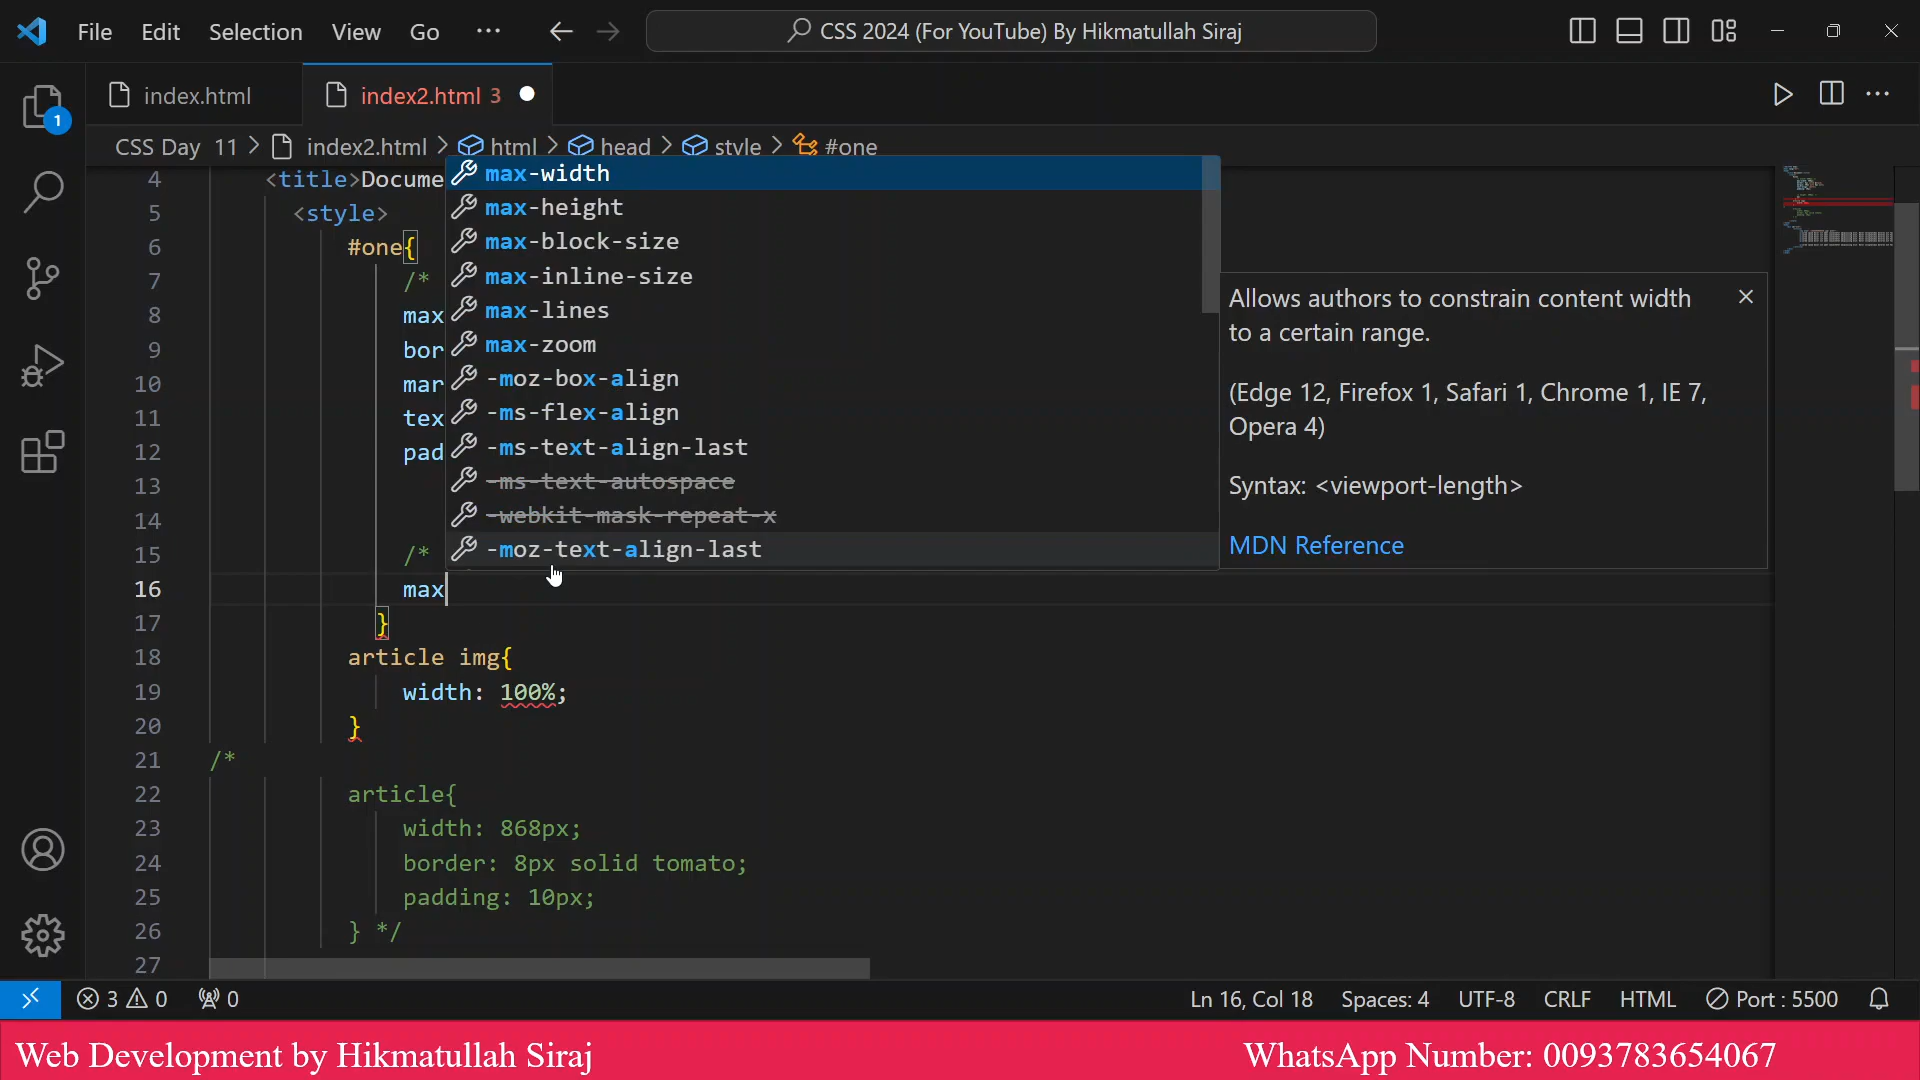 File Edit Selection View Go ··· CSS 2024 (For YouTube) By Hikmatullah Siraj
index.html index2.html 3
1
CSS Day 11 > index2.html > html > head > style > #one
4 <title>Docume
5 <style>
6 #one{
7 /*
8 max
9 bor
10 mar
11 tex
12 pad
13
14
15 /*
16 max
17 }
18 article img{
19 width: 100%;
20 }
21 /*
22 article{
23 width: 868px;
24 border: 8px solid tomato;
25 padding: 10px;
26 } */
27
max-width
max-height
max-block-size
max-inline-size
max-lines
max-zoom
-moz-box-align
-ms-flex-align
-ms-text-align-last
-ms-text-autospace
-webkit-mask-repeat-x
-moz-text-align-last
Allows authors to constrain content width
to a certain range.
(Edge 12, Firefox 1, Safari 1, Chrome 1, IE 7,
Opera 4)
Syntax: <viewport-length>
MDN Reference
3 0 0 Ln 16, Col 18 Spaces: 4 UTF-8 CRLF HTML Port : 5500
Web Development by Hikmatullah Siraj WhatsApp Number: 0093783654067